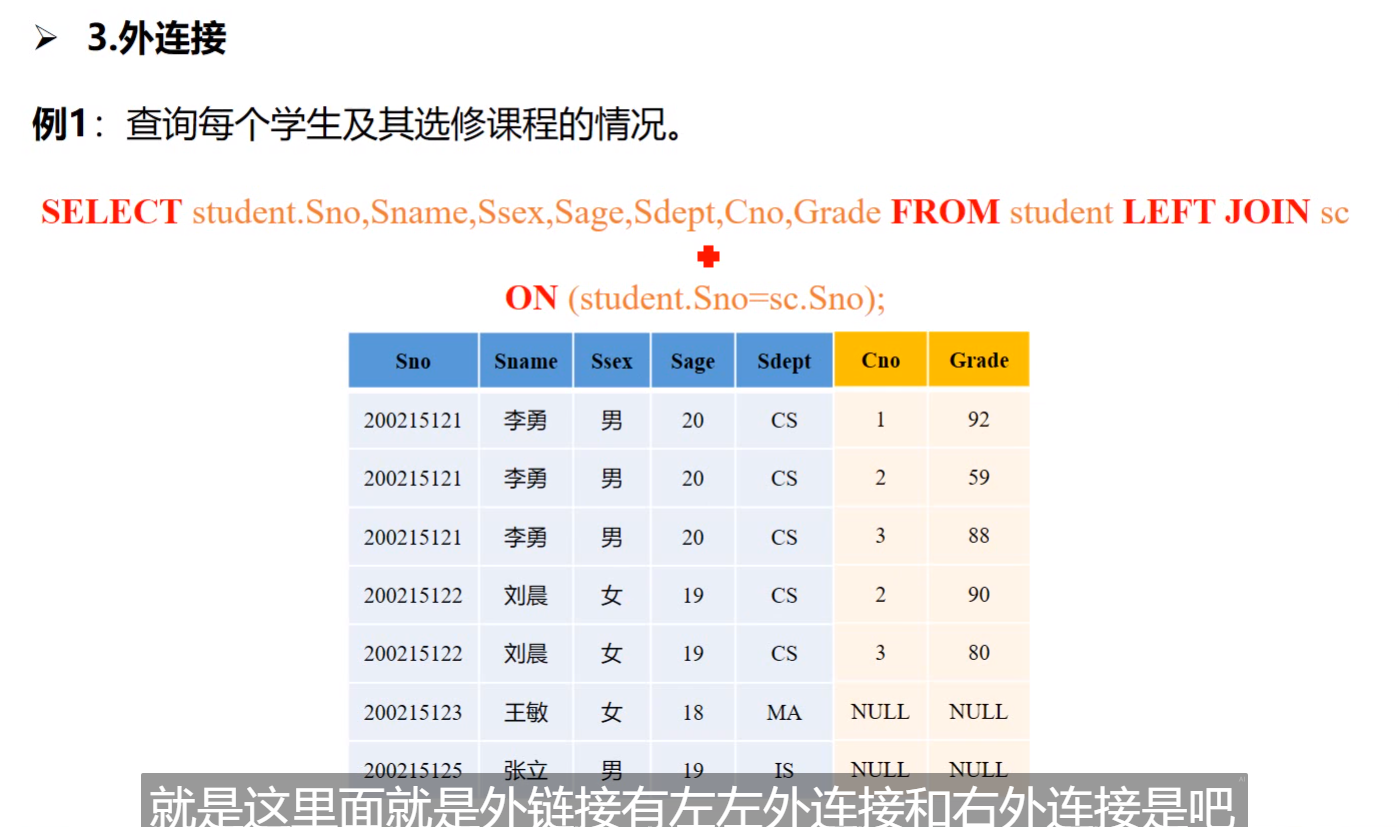 ➢ 3.外连接
例1：查询每个学生及其选修课程的情况。
SELECT student.Sno,Sname,Ssex,Sage,Sdept,Cno,Grade FROM student LEFT JOIN sc
ON (student.Sno=sc.Sno);
Sno Sname Ssex Sage Sdept Cno Grade
200215121 李勇 男 20 CS 1 92
200215121 李勇 男 20 CS 2 59
200215121 李勇 男 20 CS 3 88
200215122 刘晨 女 19 CS 2 90
200215122 刘晨 女 19 CS 3 80
200215123 王敏 女 18 MA NULL NULL
200215125 张立 男 19 IS NULL NULL
就是这里面就是外链接有左左外连接和右外连接是吧